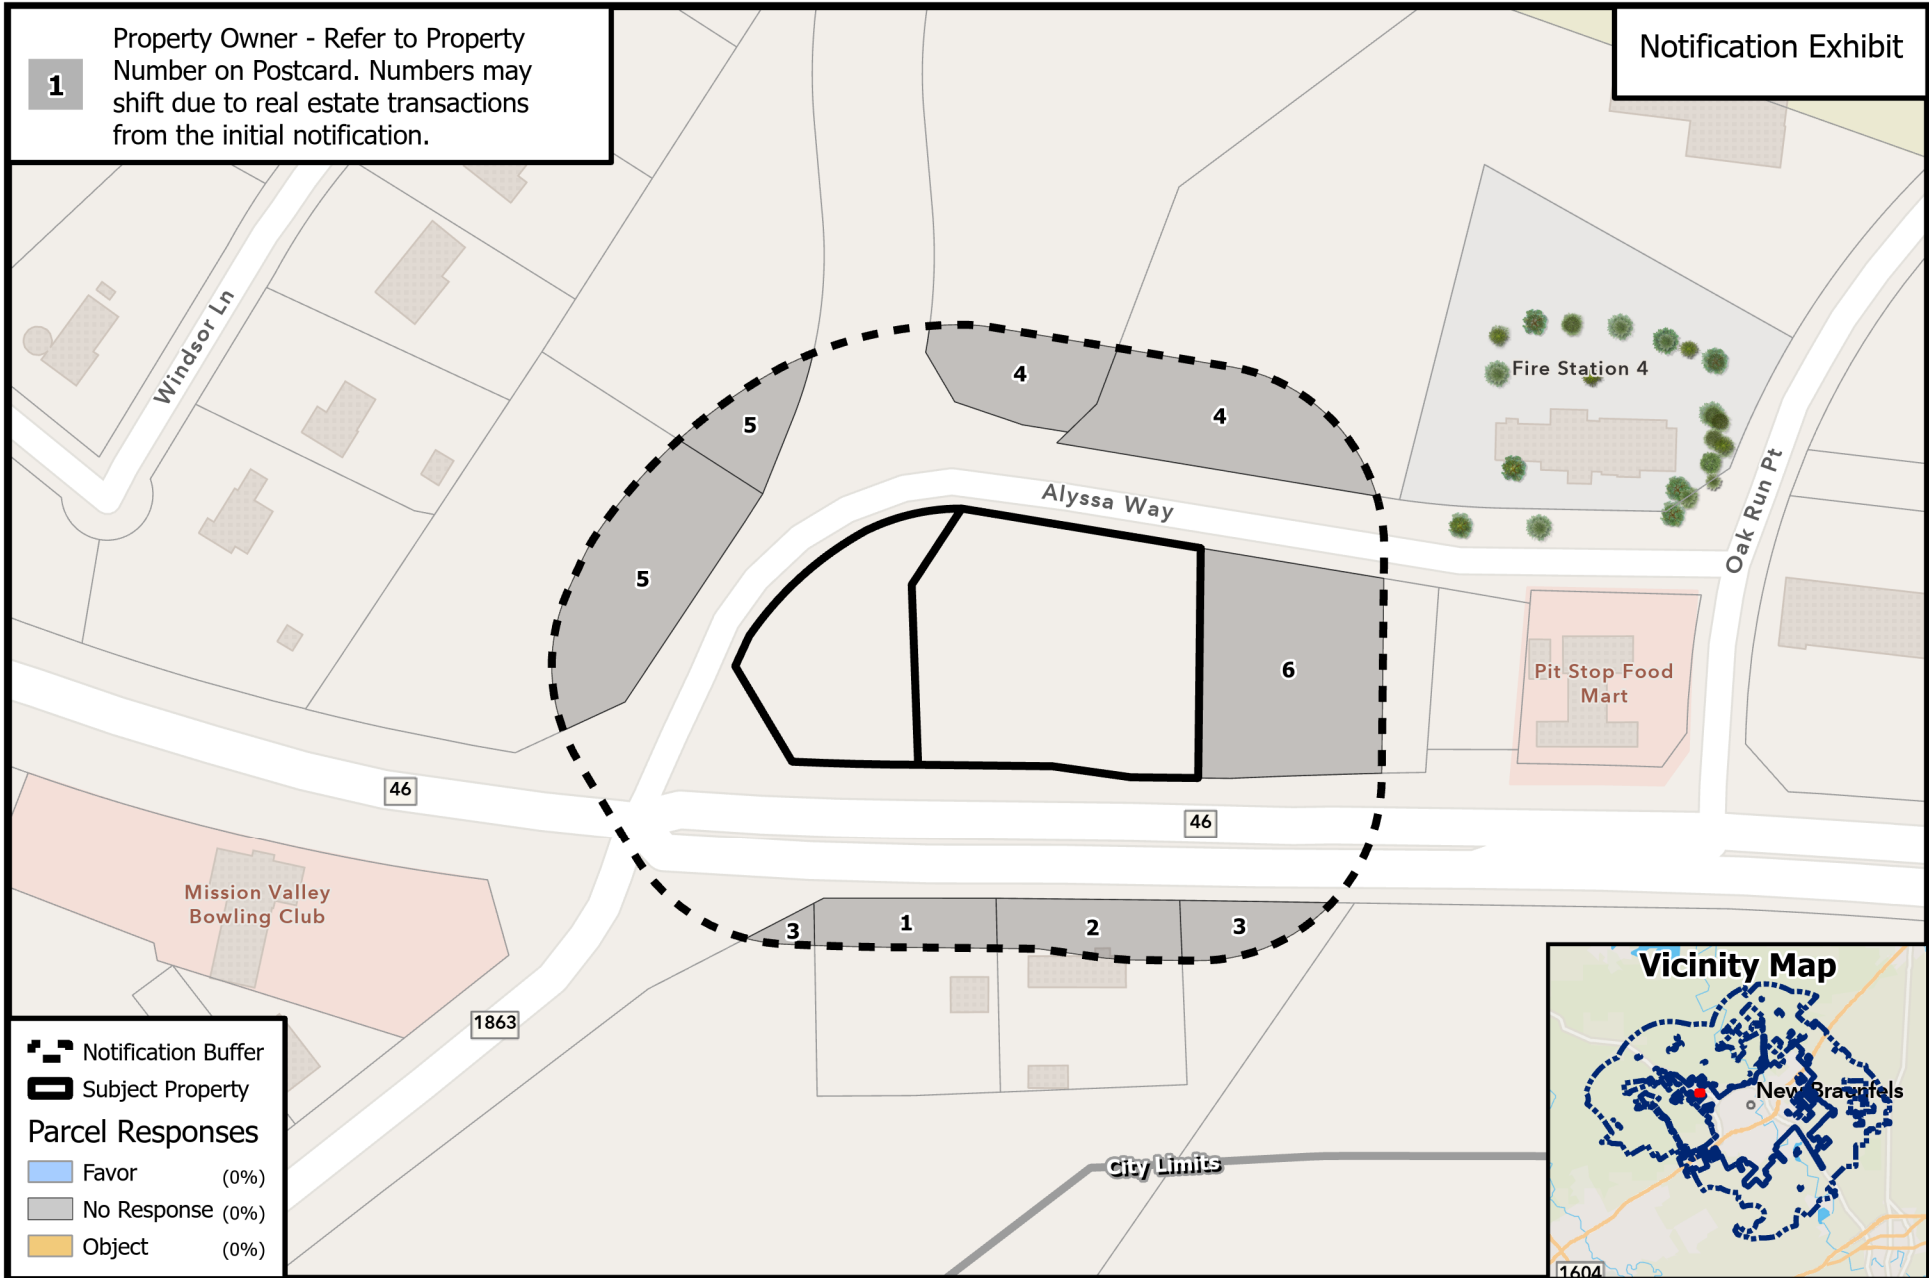 1
Property Owner - Refer to Property
Number on Postcard. Numbers may
shift due to real estate transactions
from the initial notification.
Notification Exhibit
Windsor Ln
Fire Station 4
4
4
5
Alyssa Way
Oak Run Pt
5
6
Pit Stop Food
Mart
46
46
Mission Valley
Bowling Club
3
1
2
3
1863
Vicinity Map
New Braunfels
1604
City Limits
Notification Buffer
Subject Property
Parcel Responses
Favor (0%)
No Response (0%)
Object (0%)